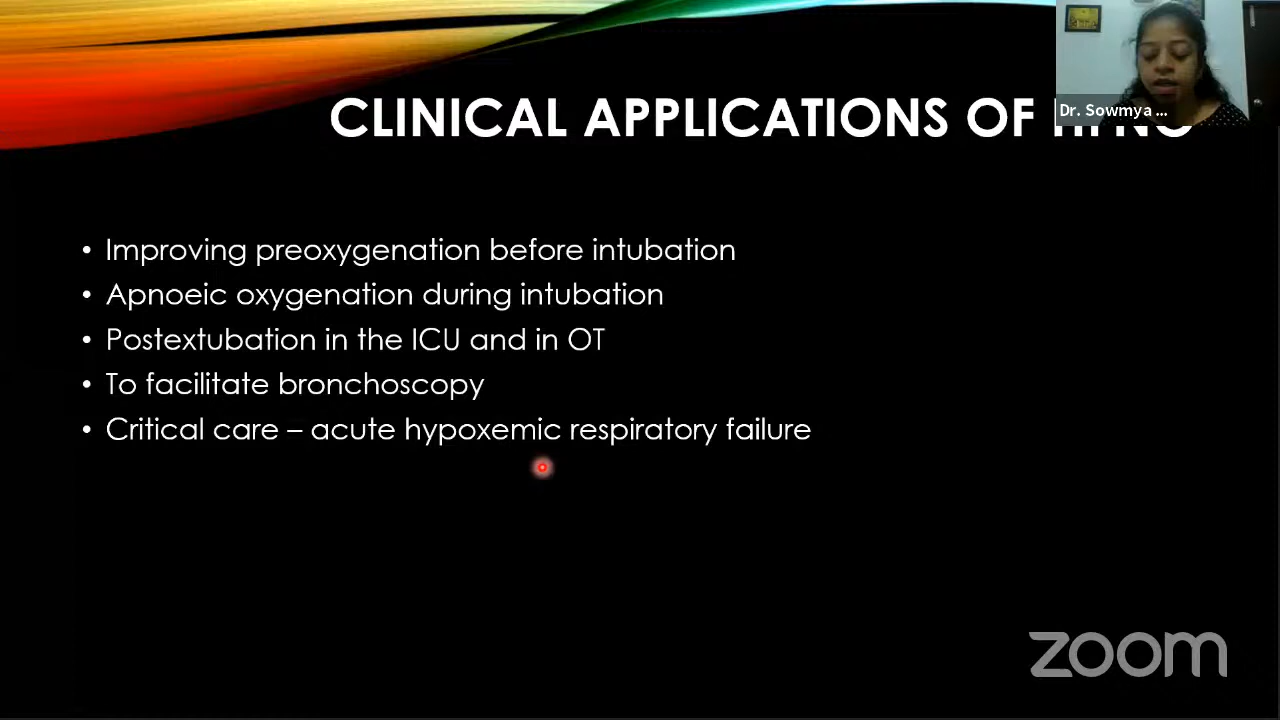 CLINICAL APPLICATIONS OF
Dr. Sowmya ...
• Improving preoxygenation before intubation
• Apnoeic oxygenation during intubation
• Postextubation in the ICU and in OT
• To facilitate bronchoscopy
• Critical care – acute hypoxemic respiratory failure
zoom